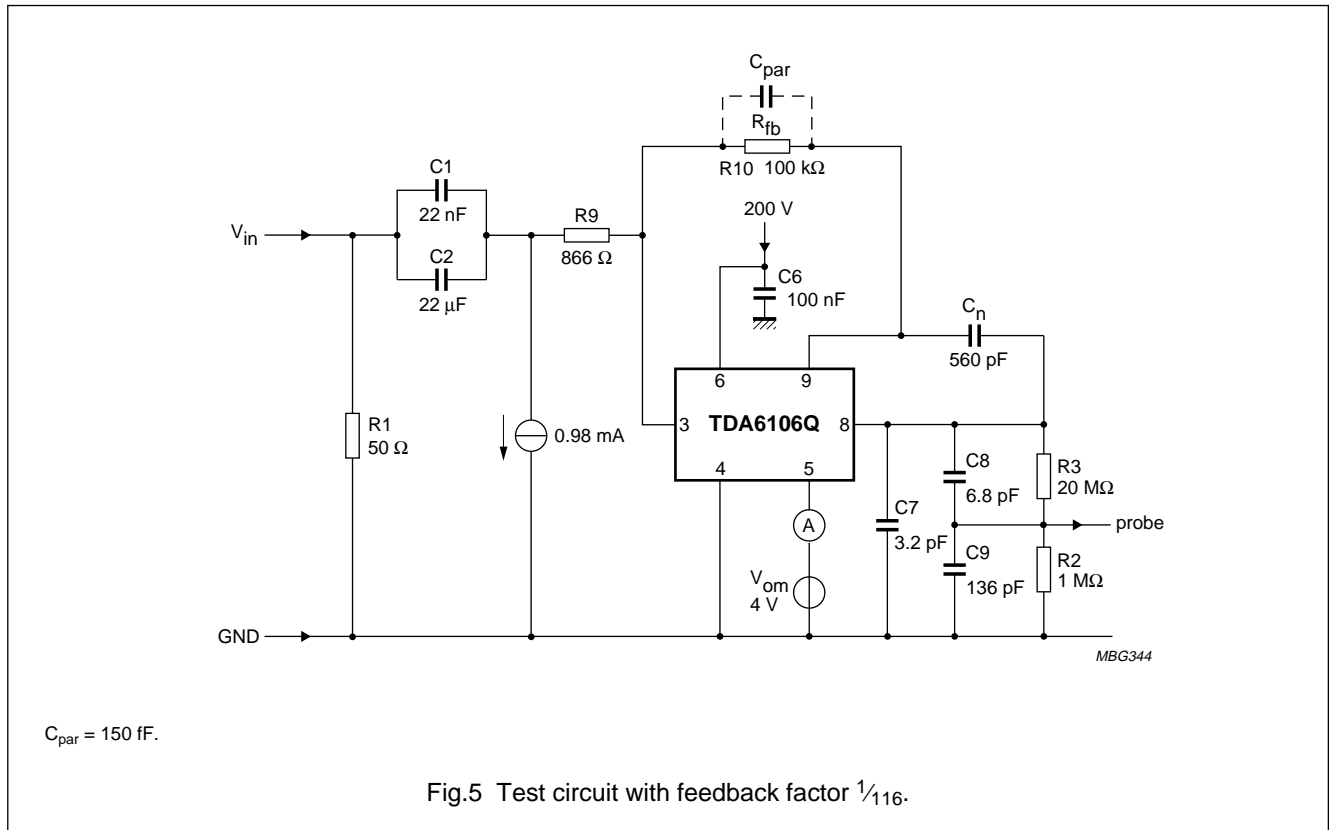 C_par
R_fb
R10 100 kΩ
C1
22 nF
200 V
R9
V_in
C2
866 Ω
C6
22 μF
100 nF
C_n
560 pF
6 9
R1
50 Ω
0.98 mA
3 TDA6106Q 8
4 5
C8
6.8 pF
R3
20 MΩ
C7
3.2 pF
A
probe
C9
136 pF
R2
1 MΩ
V_om
4 V
GND
MBG344
C_par = 150 fF.
Fig.5 Test circuit with feedback factor 1/116.